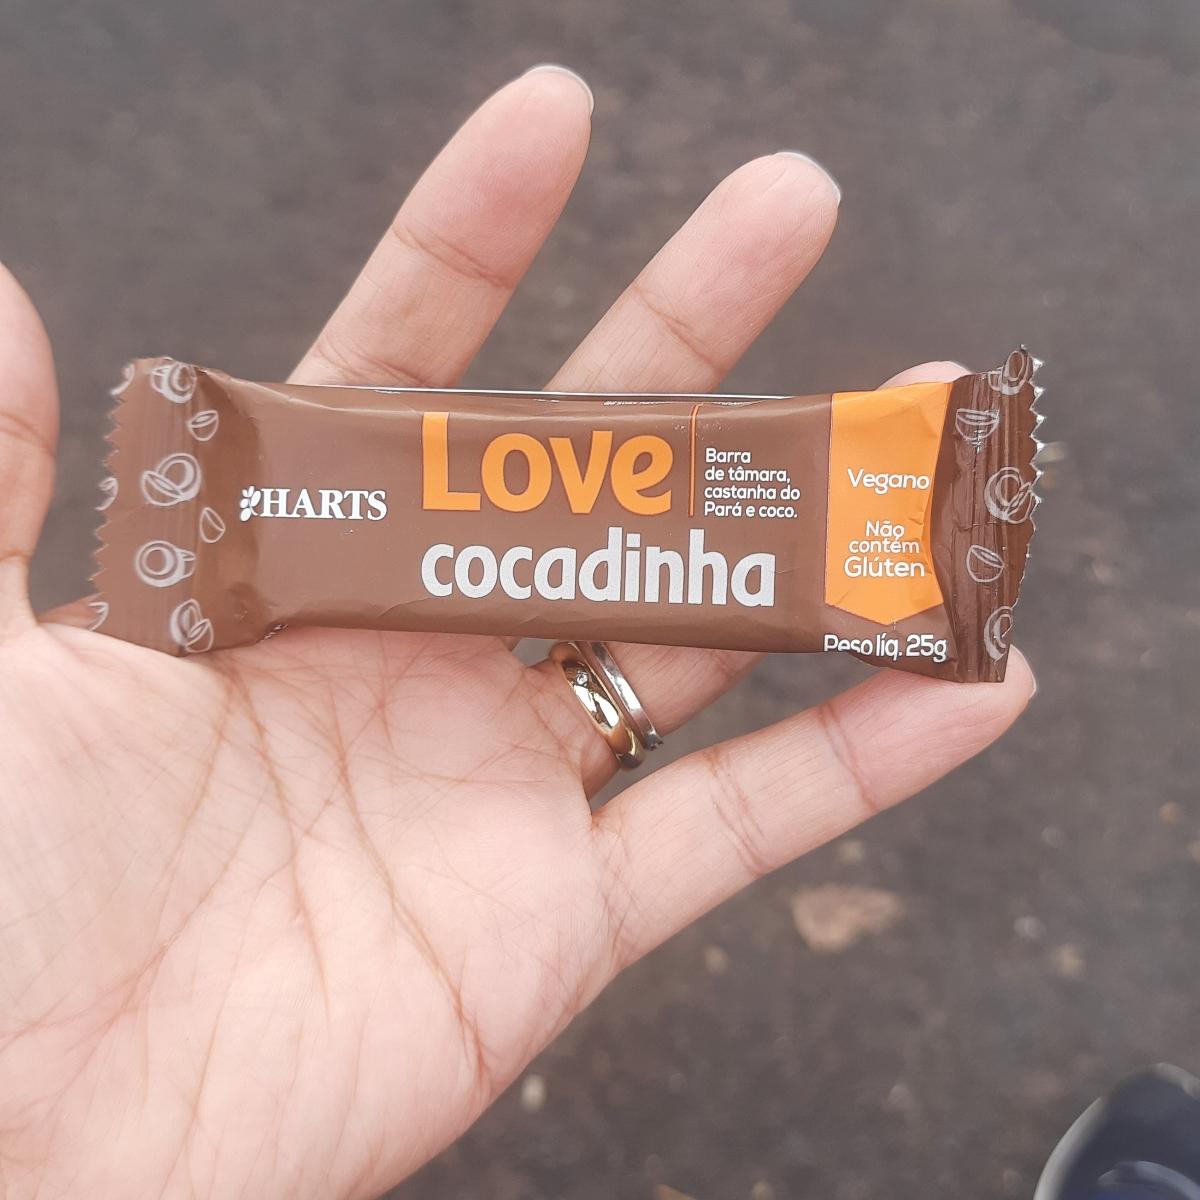 HARTS
Love
cocadinha
Barra
de tâmara,
castanha do
Pará e coco.
Vegano
Não
contém
Glúten
Peso líq. 25g